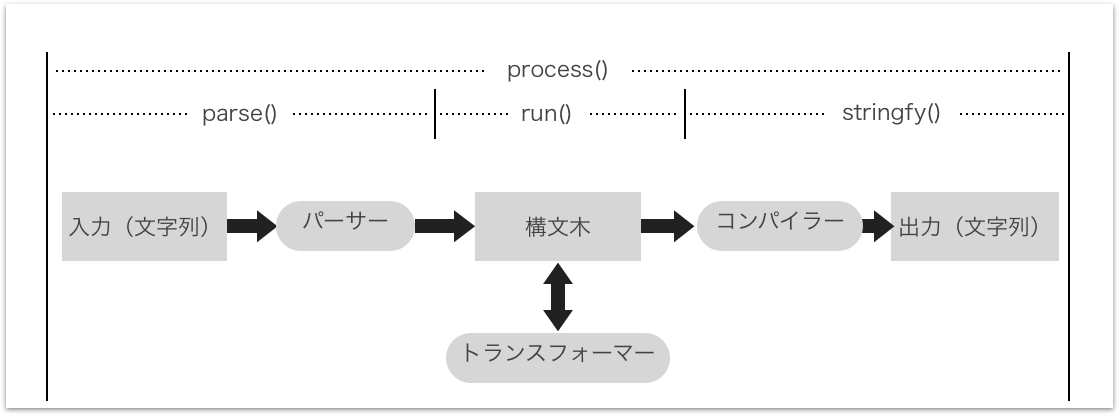 process()
parse()
run()
stringfy()
入力（文字列）
パーサー
構文木
コンパイラー
出力（文字列）
トランスフォーマー